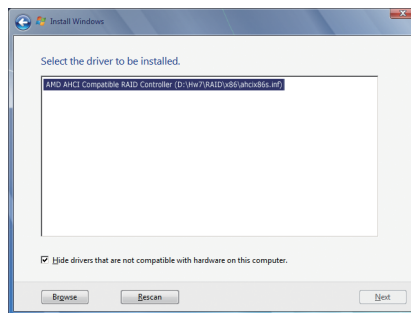 Install Windows
Select the driver to be installed.
AMD AHCI Compatible RAID Controller (D:\Hw7\RAID\x86\ahcix86s.inf)
Hide drivers that are not compatible with hardware on this computer.
Browse Rescan Next